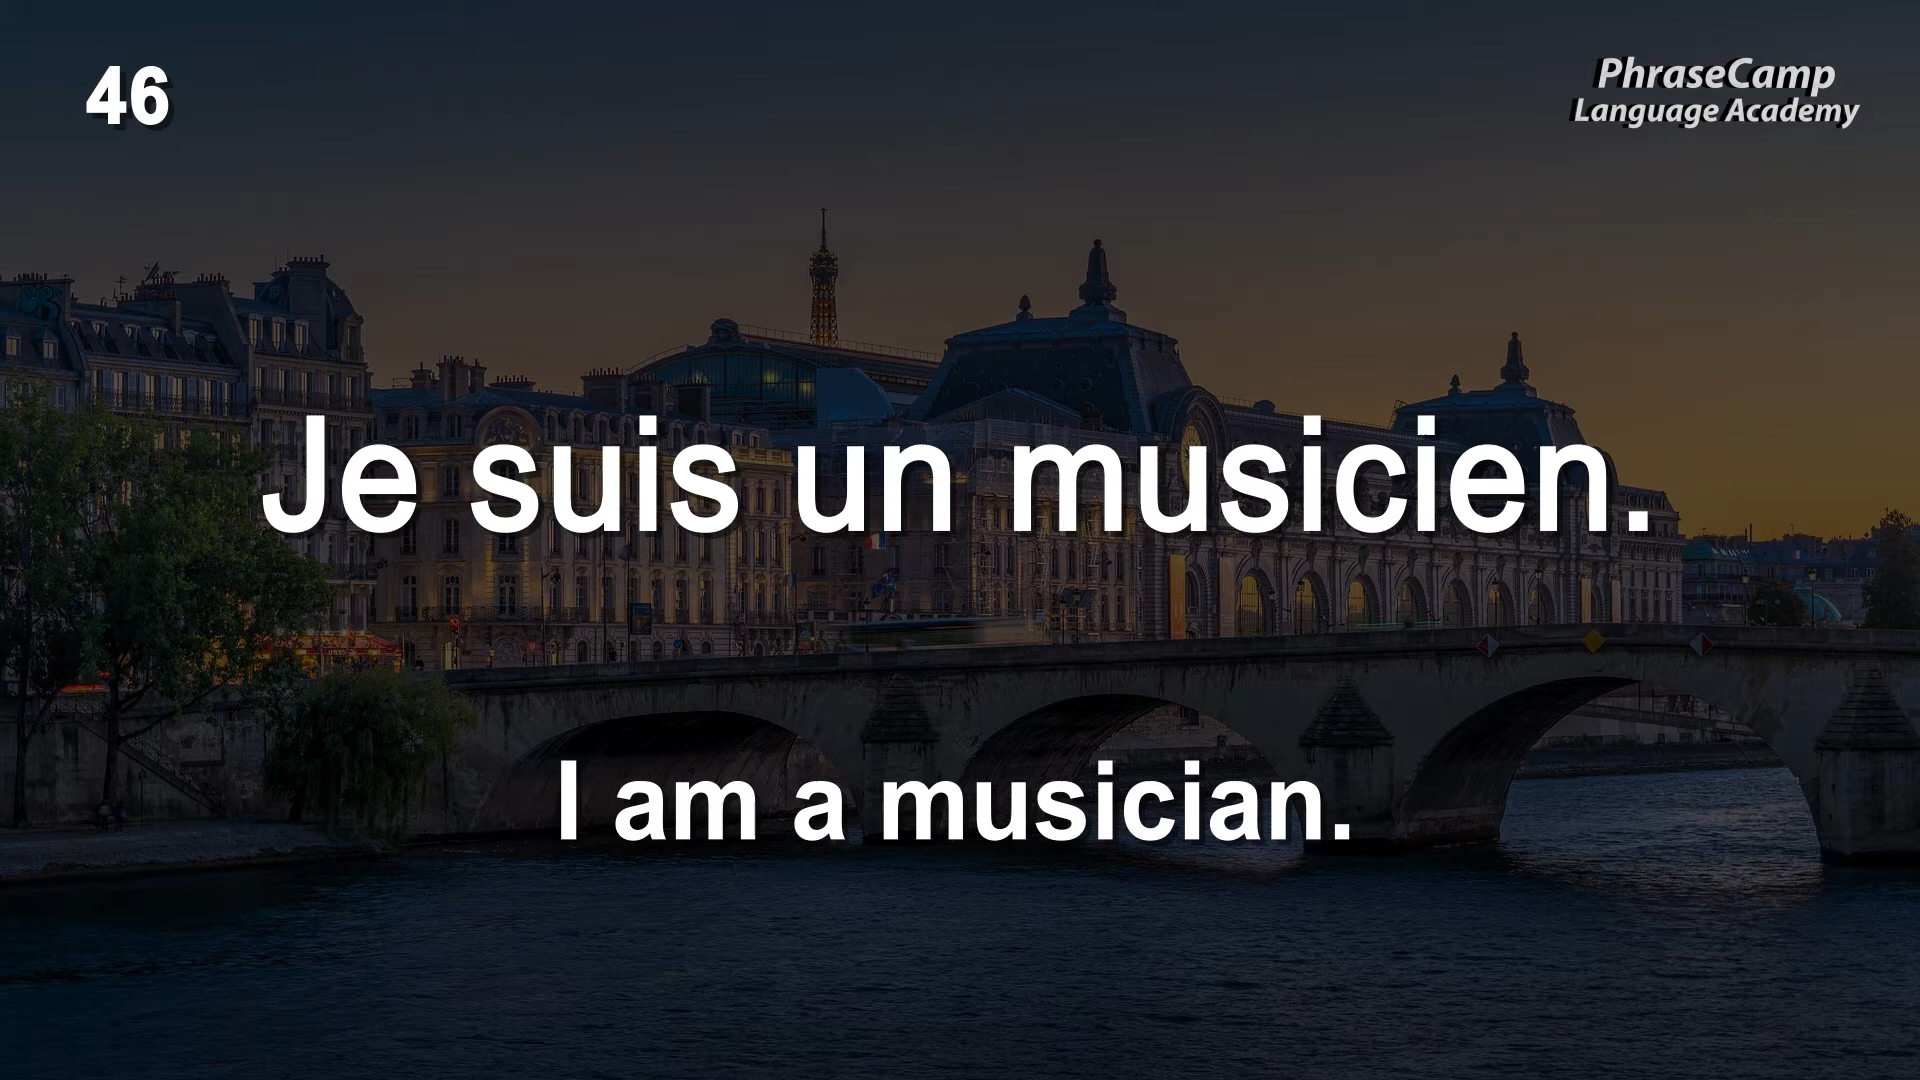 46
PhraseCamp
Language Academy
Je suis un musicien.
I am a musician.